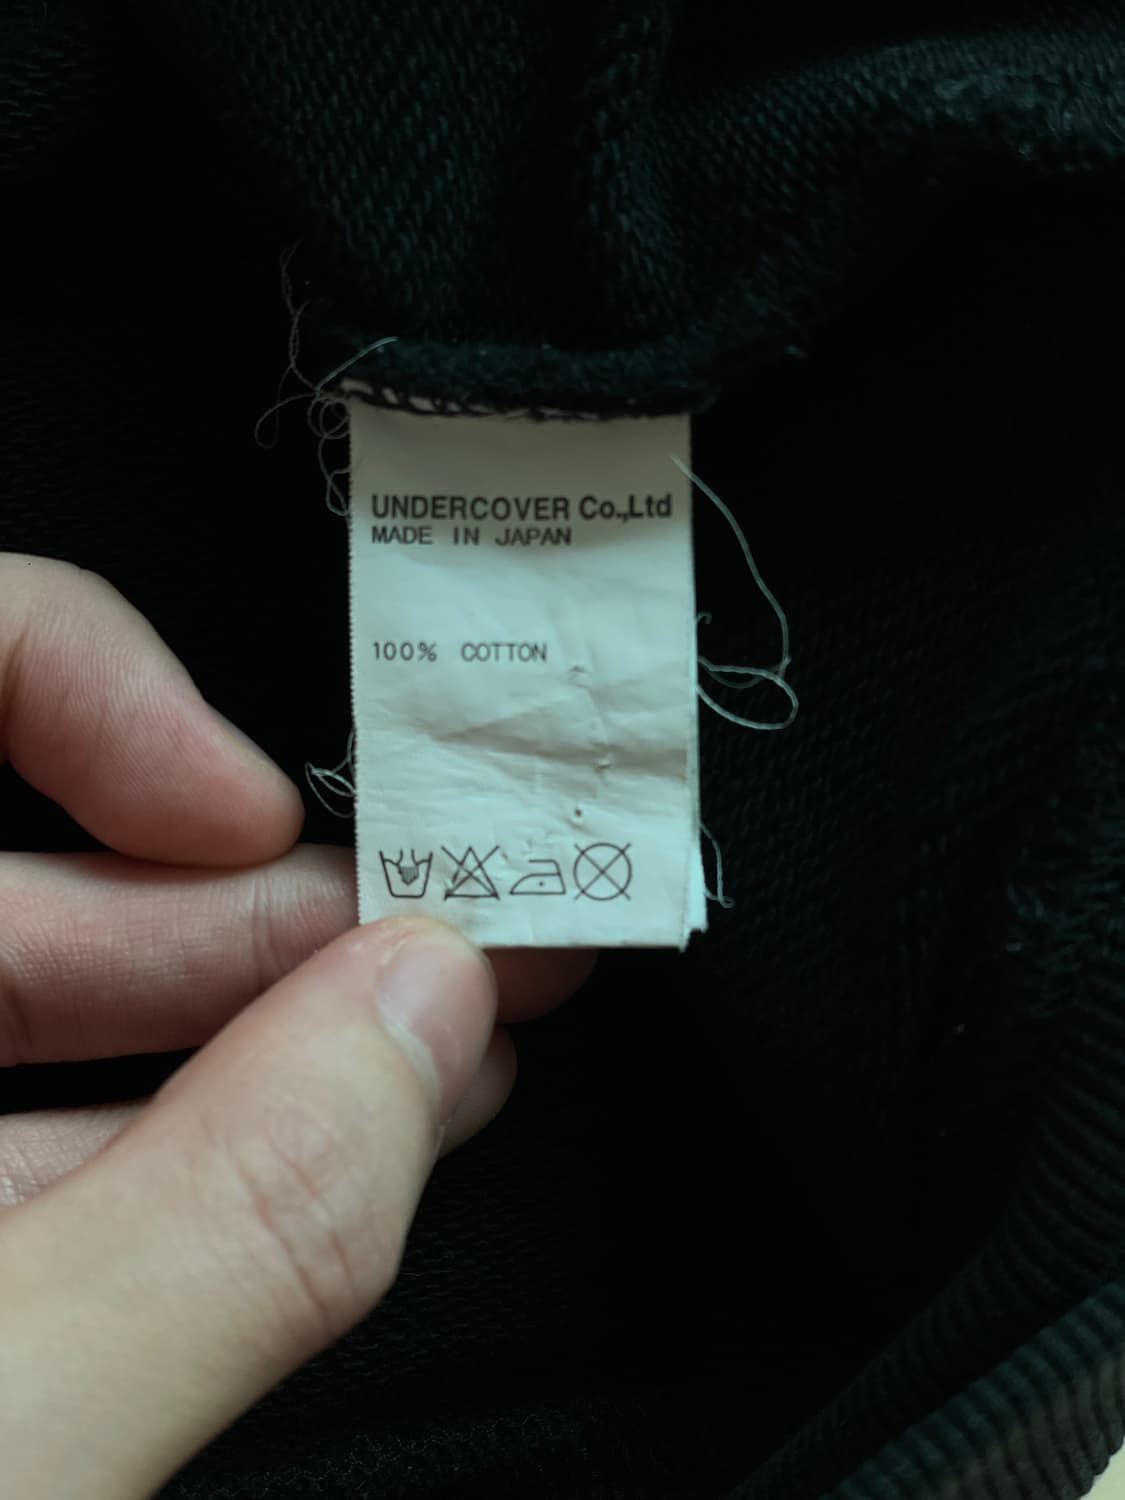 UNDERCOVER Co.,Ltd
MADE IN JAPAN
100% COTTON